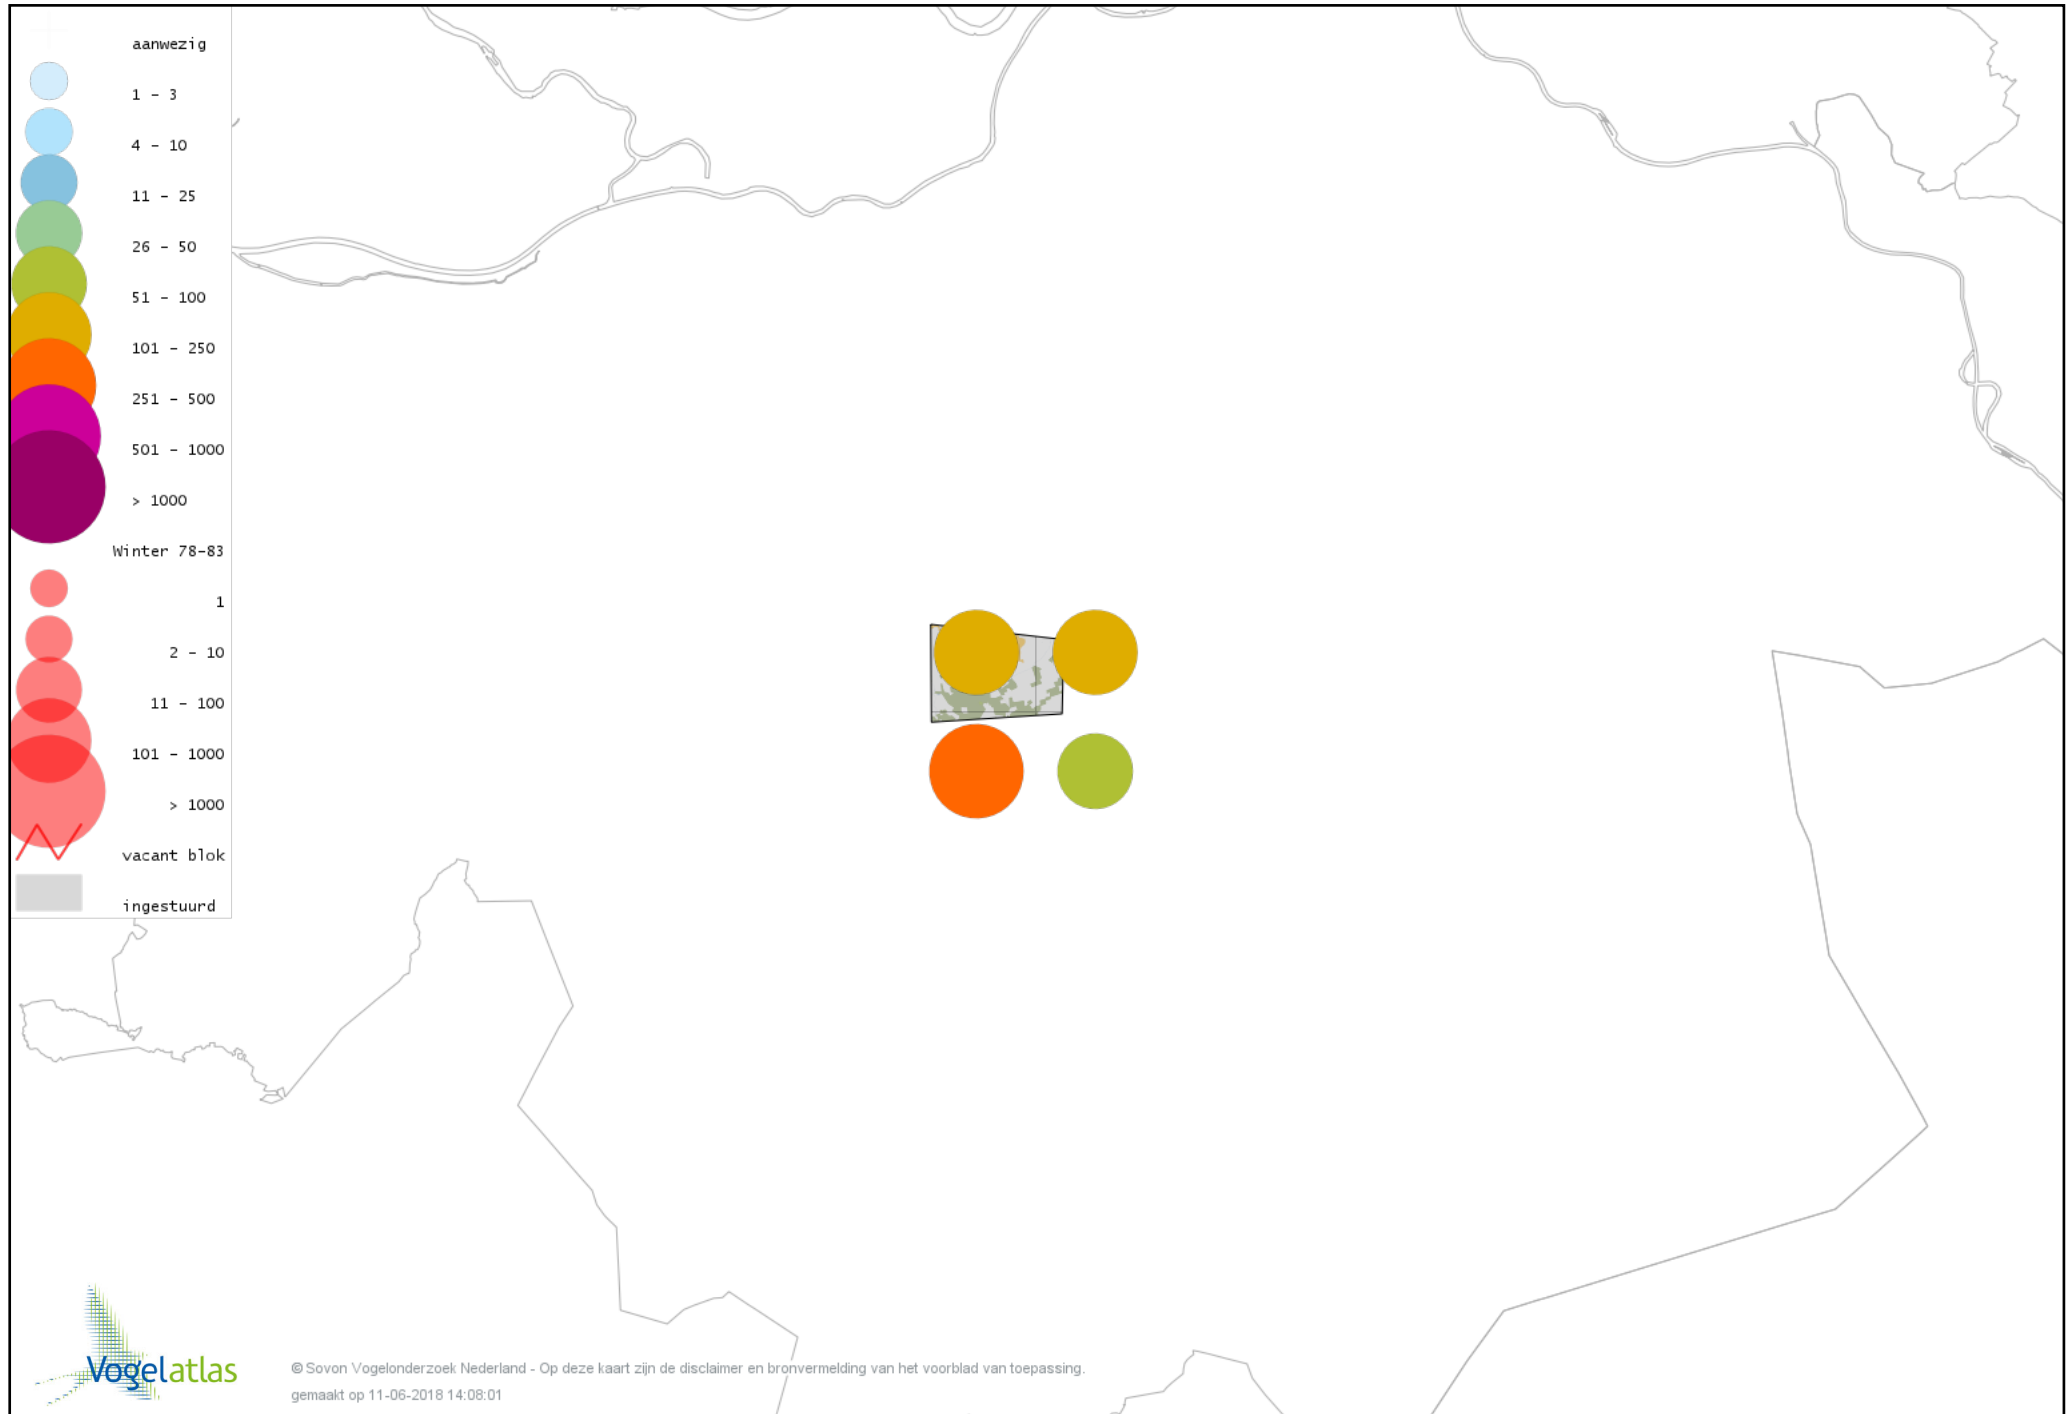 aanwezig
1 - 3
4 - 10
11 - 25
26 - 50
51 - 100
101 - 250
251 - 500
501 - 1000
> 1000
Winter 78-83
1
2 - 10
11 - 100
101 - 1000
> 1000
vacant blok
ingestuurd
Vogelatlas
© Sovon Vogelonderzoek Nederland - Op deze kaart zijn de disclaimer en bronvermelding van het voorblad van toepassing.
gemaakt op 11-06-2018 14:08:01